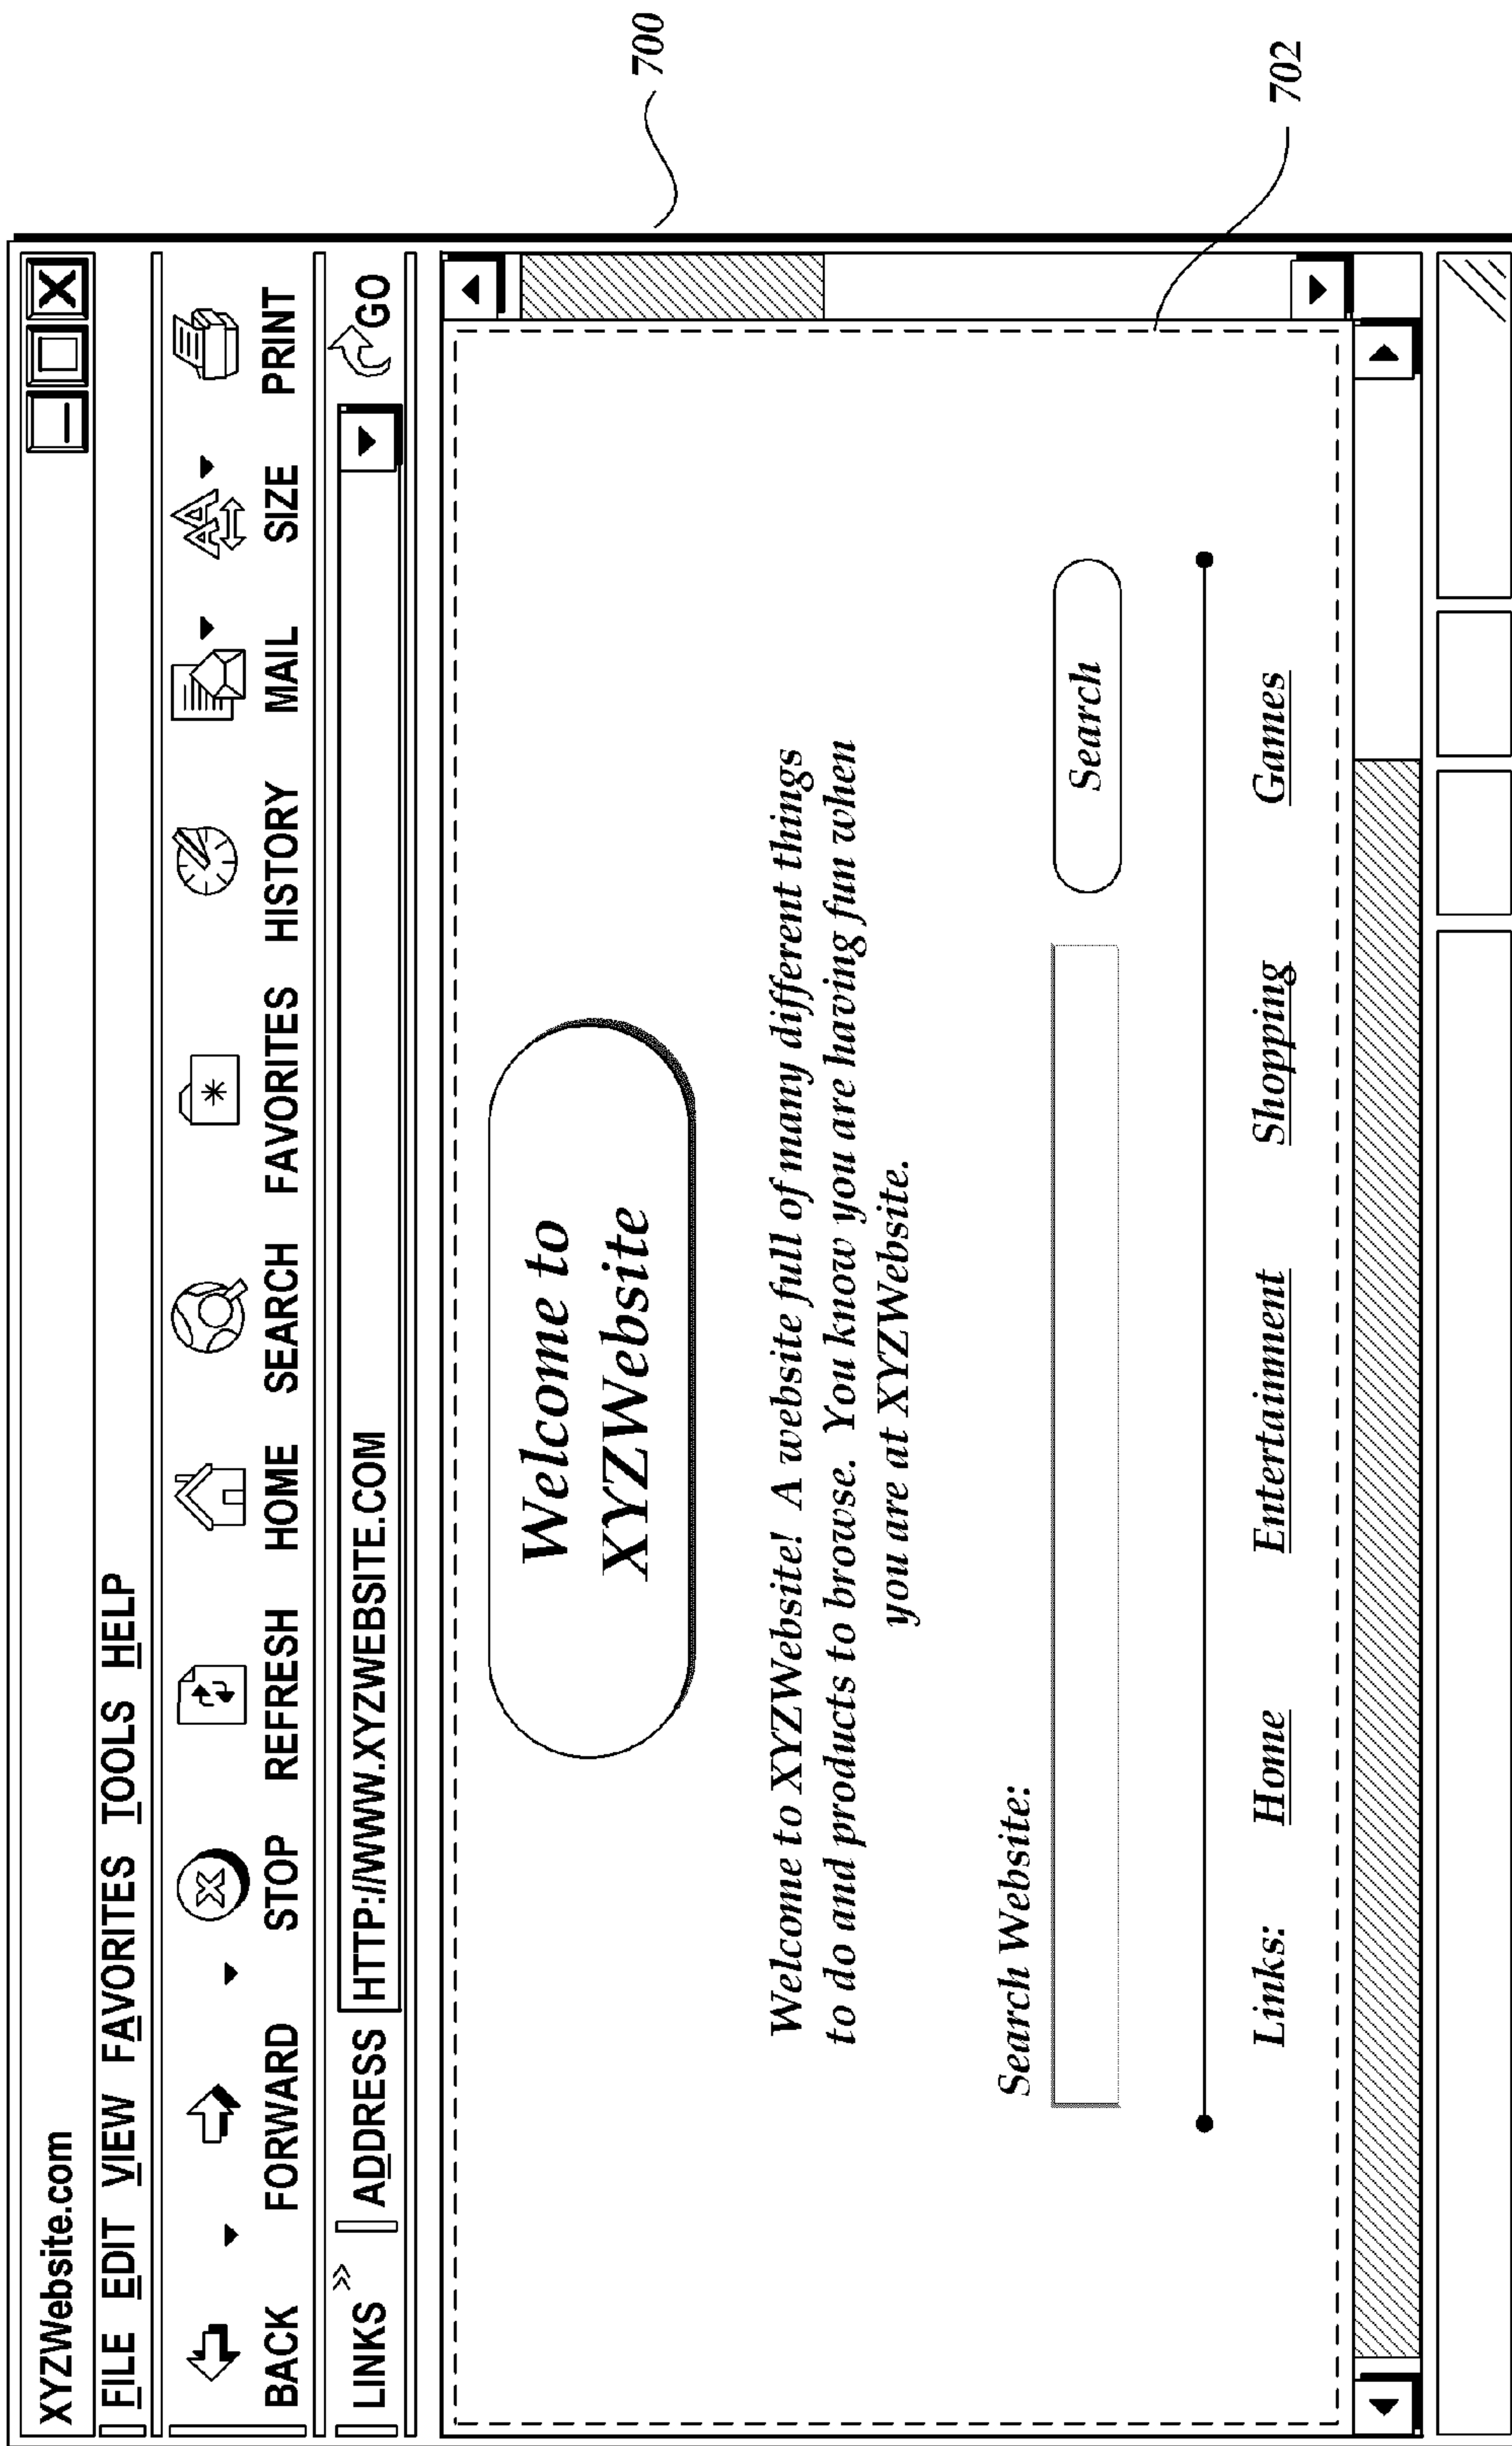 XYZWebsite.com
FILE EDIT VIEW FAVORITES TOOLS HELP
BACK FORWARD STOP REFRESH HOME SEARCH FAVORITES HISTORY MAIL SIZE PRINT
LINKS » ADDRESS HTTP://WWW.XYZWEBSITE.COM GO
Welcome to
XYZWebsite
Welcome to XYZWebsite! A website full of many different things
to do and products to browse. You know you are having fun when
you are at XYZWebsite.
Search Website:
Search
Links: Home Entertainment Shopping Games
700
702